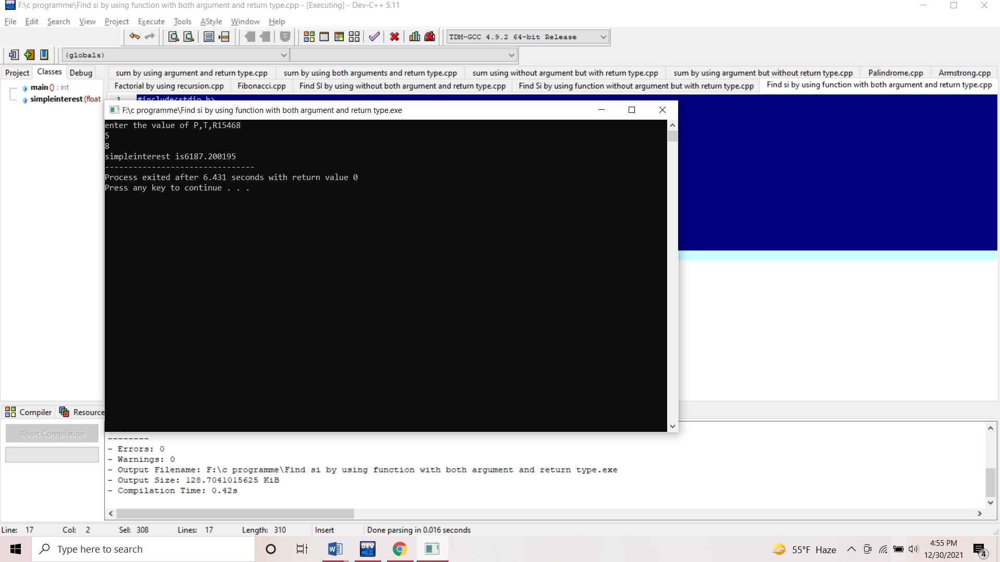 F:\c programme\Find si by using function with both argument and return type.cpp - [Executing] - Dev-C++ 5.11
File Edit Search View Project Execute Tools AStyle Window Help
TDM-GCC 4.9.2 64-bit Release
(globals)
Project Classes Debug
sum by using argument and return type.cpp sum by using both arguments and return type.cpp sum using without argument but with return type.cpp sum by using argument but without return type.cpp Palindrome.cpp Armstrong.cpp
Factorial by using recursion.cpp Fibonacci.cpp Find SI by using without both argument and return type.cpp Find Si by using function without argument but with return type.cpp Find si by using function with both argument and return type.cpp
main () : int
simpleinterest (float
1 #include<stdio.h>
F:\c programme\Find si by using function with both argument and return type.exe
enter the value of P,T,R15468
5
8
simpleinterest is6187.200195
--------------------------------
Process exited after 6.431 seconds with return value 0
Press any key to continue . . .
Compiler Resource
Abort Compilation
--------
- Errors: 0
- Warnings: 0
- Output Filename: F:\c programme\Find si by using function with both argument and return type.exe
- Output Size: 128.7041015625 KiB
- Compilation Time: 0.42s
Line: 17 Col: 2 Sel: 308 Lines: 17 Length: 310 Insert Done parsing in 0.016 seconds
Type here to search
55°F Haze
4:55 PM
12/30/2021
4